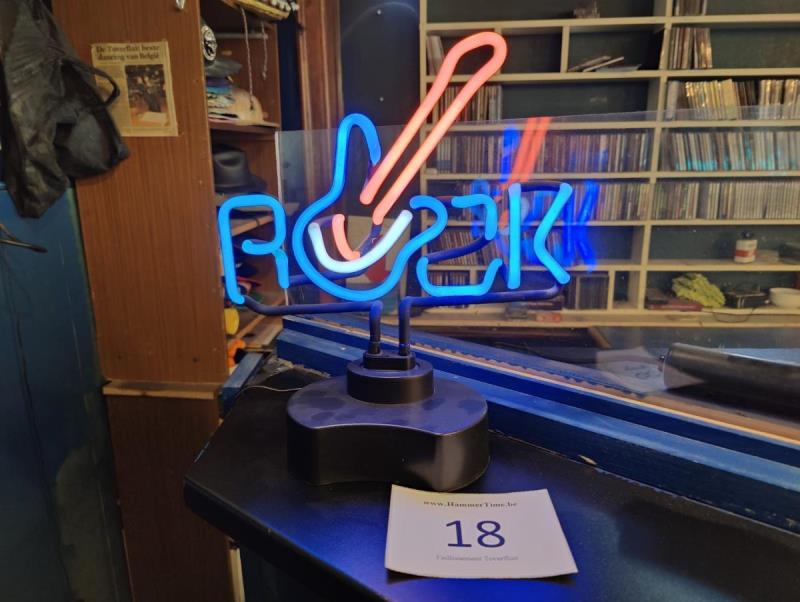 De Toverfluit beste
dancing van België
ROCK
www.HammerTime.be
18
Faillissement Toverfluit